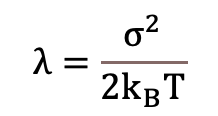 λ = σ²/2k_BT